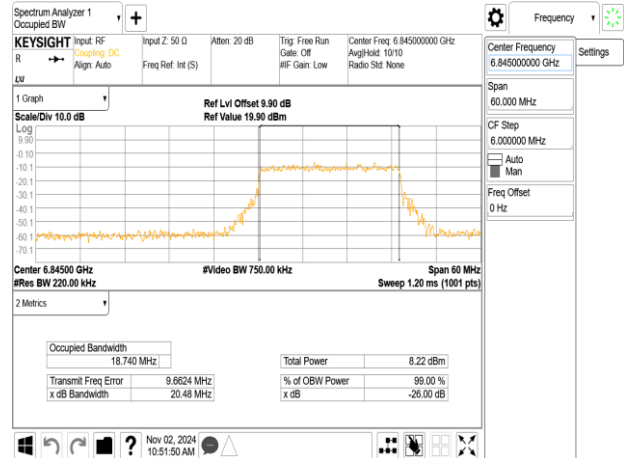 Spectrum Analyzer 1
Occupied BW
Frequency
KEYSIGHT
R
Input: RF
Coupling: DC
Align: Auto
Input Z: 50 Ω
Freq Ref: Int (S)
Atten: 20 dB
Trig: Free Run
Gate: Off
#IF Gain: Low
Center Freq: 6.845000000 GHz
Avg|Hold: 10/10
Radio Std: None
Center Frequency
6.845000000 GHz
Settings
Span
60.000 MHz
CF Step
6.000000 MHz
Auto
Man
Freq Offset
0 Hz
1 Graph
Scale/Div 10.0 dB
Ref Lvl Offset 9.90 dB
Ref Value 19.90 dBm
Log
9.90
-0.10
-10.1
-20.1
-30.1
-40.1
-50.1
-60.1
-70.1
Center 6.84500 GHz
#Video BW 750.00 kHz
Span 60 MHz
#Res BW 220.00 kHz
Sweep 1.20 ms (1001 pts)
2 Metrics
Occupied Bandwidth
18.740 MHz
Total Power 8.22 dBm
Transmit Freq Error 9.6624 MHz
% of OBW Power 99.00 %
x dB Bandwidth 20.48 MHz
x dB -26.00 dB
?
Nov 02, 2024
10:51:50 AM